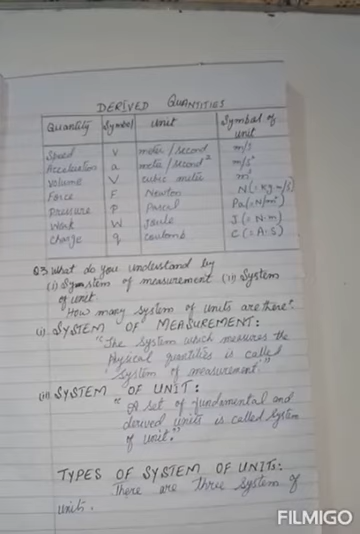 DERIVED QUANTITIES
Quantity Symbol Unit Symbol of unit
Speed V meter/second m/s
Acceleration a meter/second² m/s²
Volume V cubic meter m³
Force F Newton N(=Kg m/s)
Pressure P Pascal Pa(=N/m²)
Work W Joule J(=N·m)
Charge q Coulomb C(=A·S)
Q3. What do you understand by
(i) System of measurement (ii) System
of unit
How many system of units are there?
(i). SYSTEM OF MEASUREMENT:
"The system which measures the
Physical quantities is called
system of measurement."
(ii) SYSTEM OF UNIT:
"A set of fundamental and
derived units is called System
of unit."
TYPES OF SYSTEM OF UNITS:
There are three System of
units.
FILMIGO